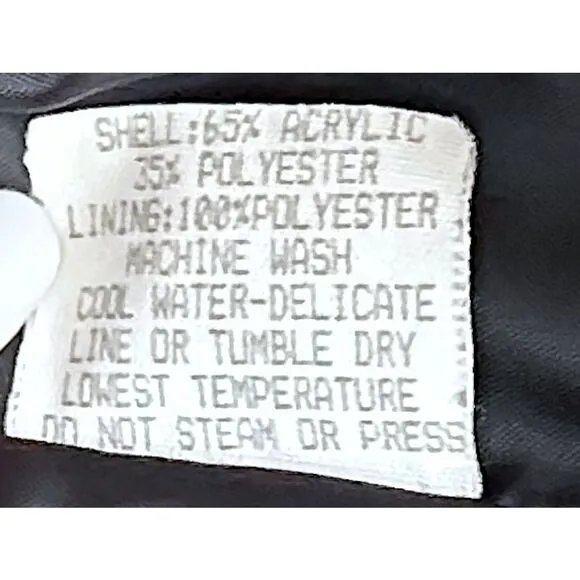 SHELL:65% ACRYLIC
35% POLYESTER
LINING:100%POLYESTER
MACHINE WASH
COOL WATER-DELICATE
LINE OR TUMBLE DRY
LOWEST TEMPERATURE
DO NOT STEAM OR PRESS